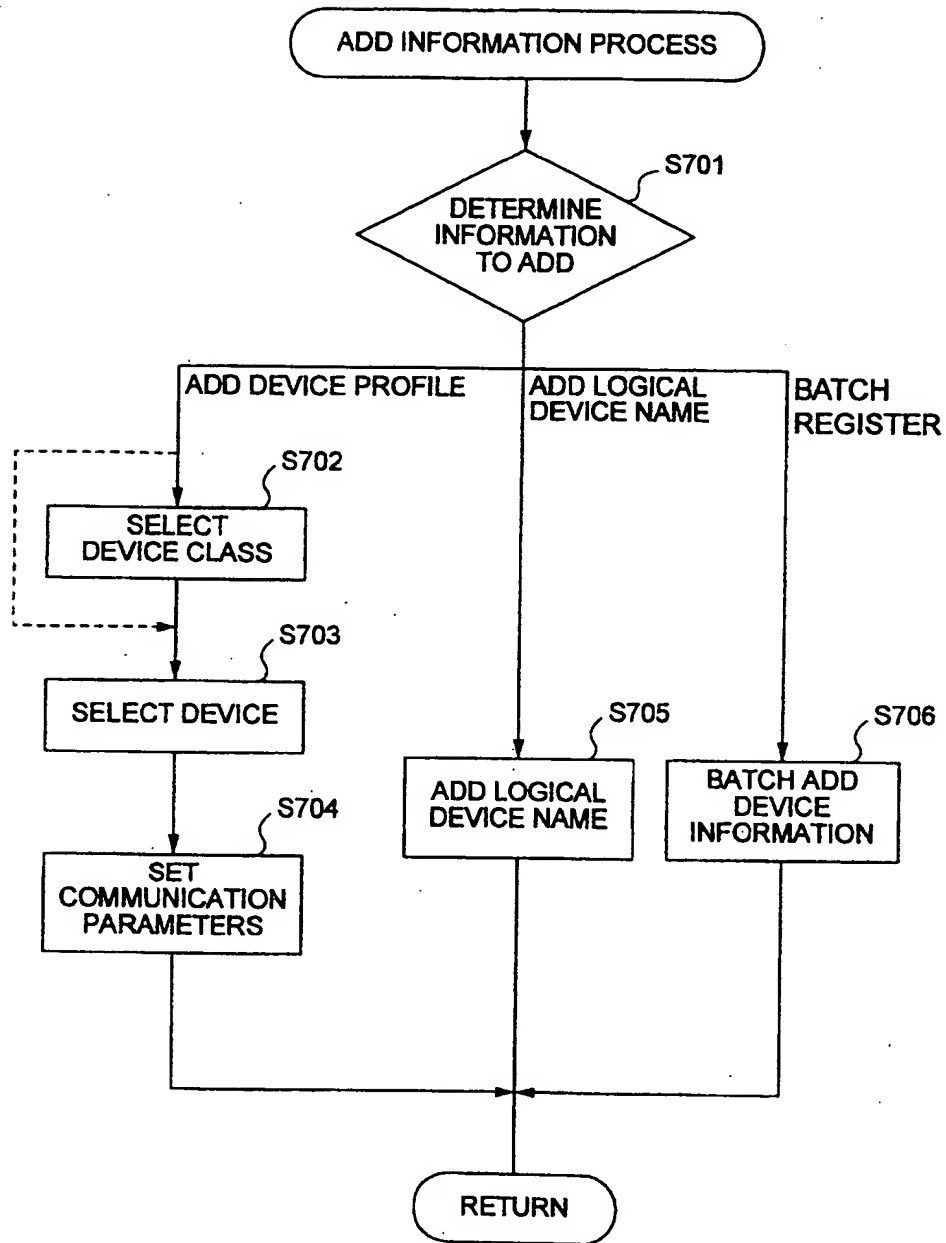 ADD INFORMATION PROCESS
S701
DETERMINE
INFORMATION
TO ADD
ADD DEVICE PROFILE
ADD LOGICAL
DEVICE NAME
BATCH
REGISTER
S702
SELECT
DEVICE CLASS
S703
SELECT DEVICE
S704
SET
COMMUNICATION
PARAMETERS
S705
ADD LOGICAL
DEVICE NAME
S706
BATCH ADD
DEVICE
INFORMATION
RETURN